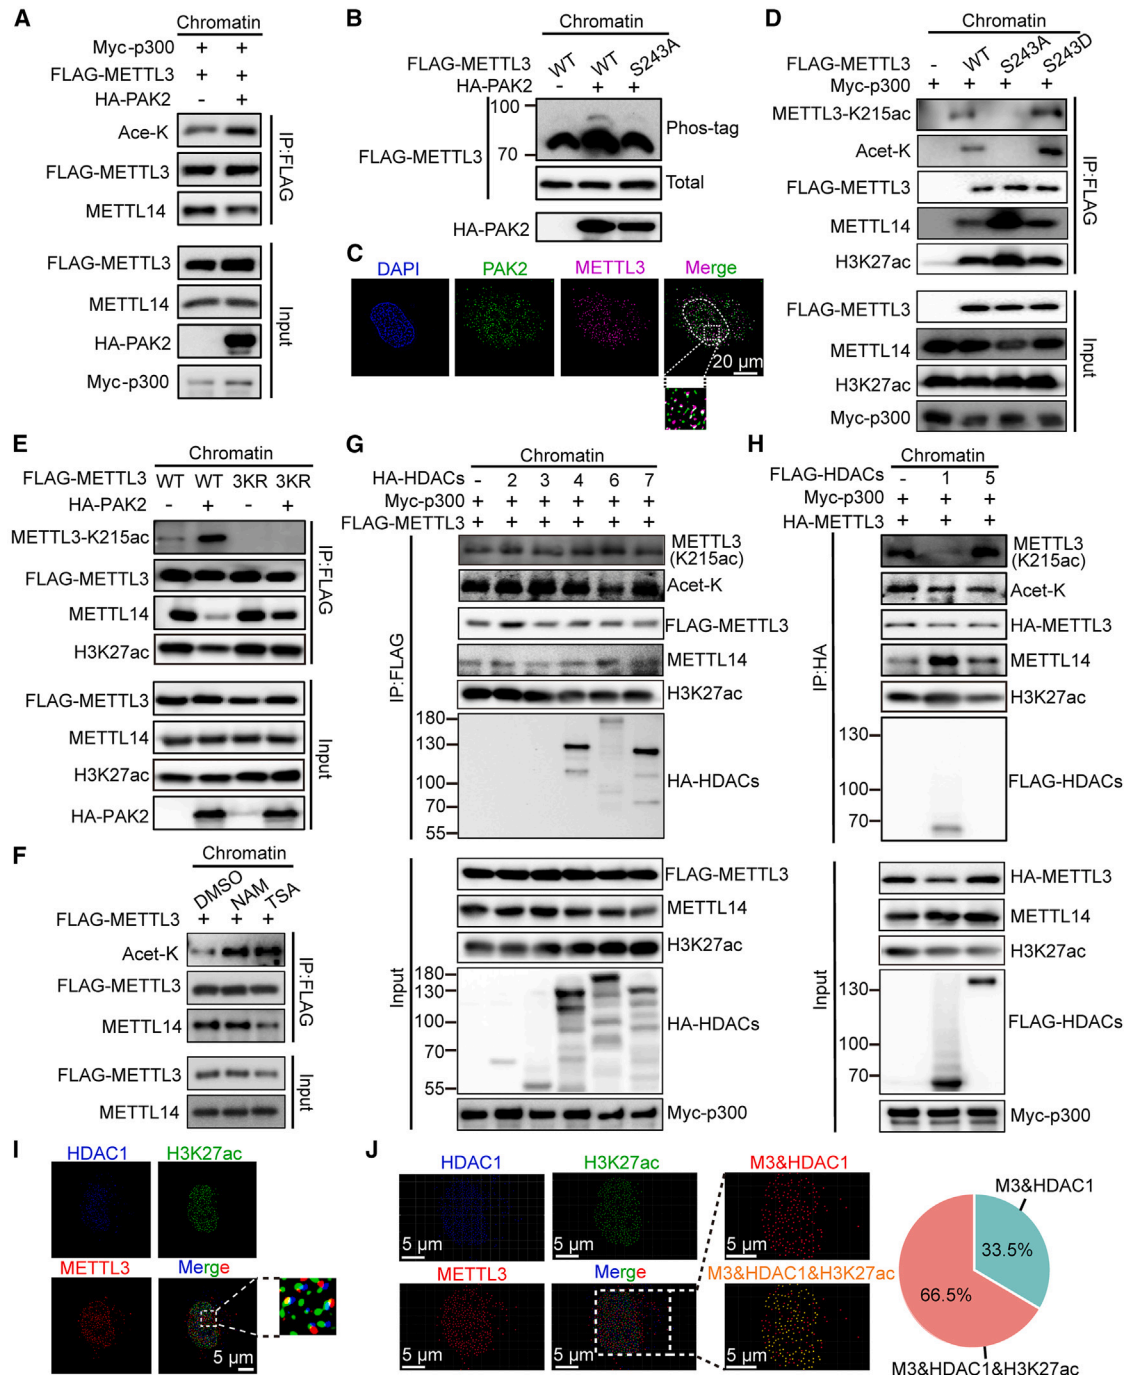 A
Chromatin
Myc-p300 + +
FLAG-METTL3 + +
HA-PAK2 - +
Ace-K
FLAG-METTL3
METTL14
IP:FLAG
FLAG-METTL3
METTL14
HA-PAK2
Myc-p300
Input
B
Chromatin
FLAG-METTL3 WT WT S243A
HA-PAK2 - + +
100
70
FLAG-METTL3
Phos-tag
Total
HA-PAK2
C
DAPI PAK2 METTL3 Merge
20 µm
D
Chromatin
FLAG-METTL3 - WT S243A S243D
Myc-p300 + + + +
METTL3-K215ac
Acet-K
FLAG-METTL3
METTL14
H3K27ac
IP:FLAG
FLAG-METTL3
METTL14
H3K27ac
Myc-p300
Input
E
Chromatin
FLAG-METTL3 WT WT 3KR 3KR
HA-PAK2 - + - +
METTL3-K215ac
FLAG-METTL3
METTL14
H3K27ac
IP:FLAG
FLAG-METTL3
METTL14
H3K27ac
HA-PAK2
Input
F
Chromatin
DMSO NAM TSA
FLAG-METTL3 + + +
Acet-K
FLAG-METTL3
METTL14
IP:FLAG
FLAG-METTL3
METTL14
Input
G
Chromatin
HA-HDACs - 2 3 4 6 7
Myc-p300 + + + + + +
FLAG-METTL3 + + + + + +
METTL3
(K215ac)
Acet-K
FLAG-METTL3
METTL14
H3K27ac
180
130
100
70
55
HA-HDACs
IP:FLAG
FLAG-METTL3
METTL14
H3K27ac
180
130
100
70
55
HA-HDACs
Myc-p300
Input
H
Chromatin
FLAG-HDACs - 1 5
Myc-p300 + + +
HA-METTL3 + + +
METTL3
(K215ac)
Acet-K
HA-METTL3
METTL14
H3K27ac
130
100
70
FLAG-HDACs
IP:HA
HA-METTL3
METTL14
H3K27ac
130
100
70
FLAG-HDACs
Myc-p300
Input
I
HDAC1 H3K27ac
METTL3 Merge
5 µm
J
HDAC1 H3K27ac M3&HDAC1
5 µm 5 µm 5 µm
METTL3 Merge M3&HDAC1&H3K27ac
5 µm 5 µm 5 µm
M3&HDAC1
33.5%
66.5%
M3&HDAC1&H3K27ac